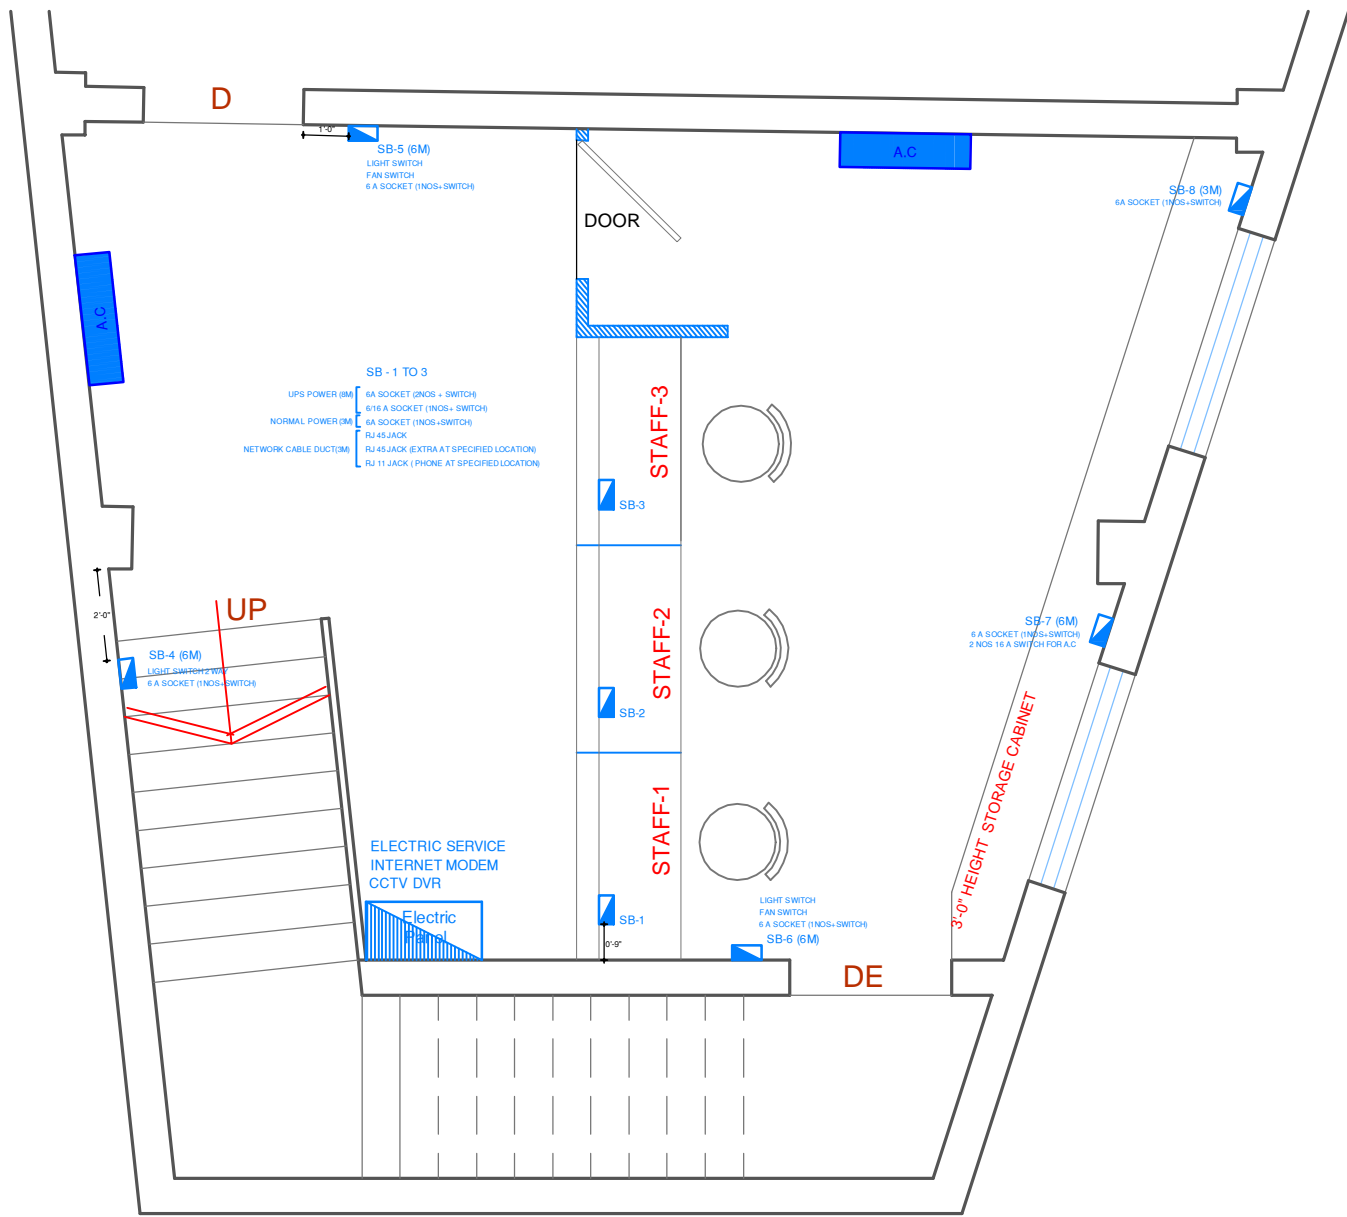 D
1'-0"
SB-5 (6M)
LIGHT SWITCH
FAN SWITCH
6 A SOCKET (1NOS+SWITCH)
A.C
DOOR
SB-8 (3M)
6A SOCKET (1NOS+SWITCH)
A.C
SB - 1 TO 3
UPS POWER (8M)
6A SOCKET (2NOS + SWITCH)
6/16 A SOCKET (1NOS+ SWITCH)
NORMAL POWER (3M)
6A SOCKET (1NOS+SWITCH)
NETWORK CABLE DUCT(3M)
RJ 45 JACK
RJ 45 JACK (EXTRA AT SPECIFIED LOCATION)
RJ 11 JACK ( PHONE AT SPECIFIED LOCATION)
STAFF-3
SB-3
2'-0"
UP
SB-4 (6M)
LIGHT SWITCH 2 WAY
6 A SOCKET (1NOS+SWITCH)
STAFF-2
SB-2
SB-7 (6M)
6 A SOCKET (1NOS+SWITCH)
2 NOS 16 A SWITCH FOR A.C
3'-0" HEIGHT STORAGE CABINET
STAFF-1
SB-1
0'-9"
ELECTRIC SERVICE
INTERNET MODEM
CCTV DVR
Electric
Panel
LIGHT SWITCH
FAN SWITCH
6 A SOCKET (1NOS+SWITCH)
SB-6 (6M)
DE